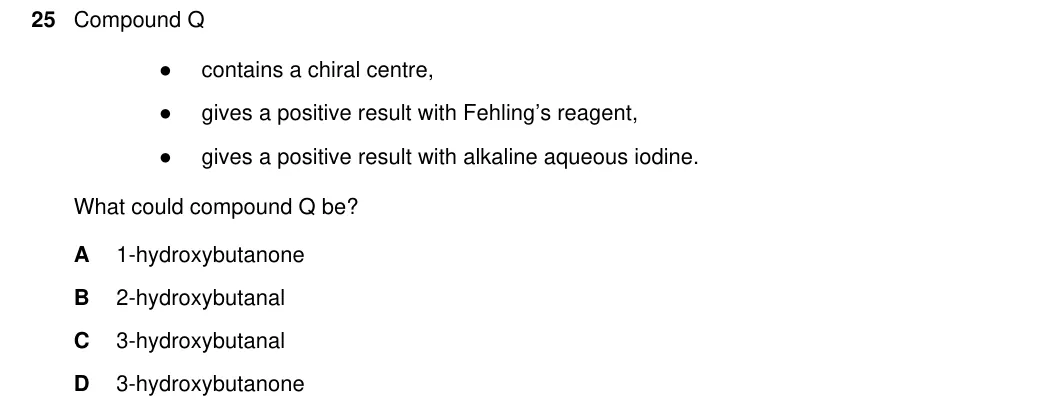 25 Compound Q
● contains a chiral centre,
● gives a positive result with Fehling’s reagent,
● gives a positive result with alkaline aqueous iodine.
What could compound Q be?
A 1-hydroxybutanone
B 2-hydroxybutanal
C 3-hydroxybutanal
D 3-hydroxybutanone